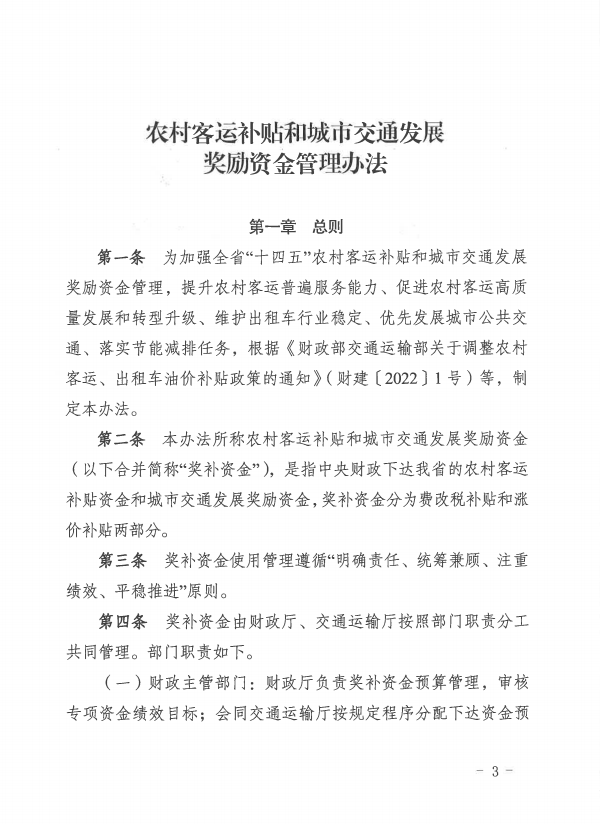 农村客运补贴和城市交通发展
奖励资金管理办法
第一章 总则
第一条 为加强全省“十四五”农村客运补贴和城市交通发展
奖励资金管理，提升农村客运普遍服务能力、促进农村客运高质
量发展和转型升级、维护出租车行业稳定、优先发展城市公共交
通、落实节能减排任务，根据《财政部交通运输部关于调整农村
客运、出租车油价补贴政策的通知》（财建〔2022〕1号）等，制
定本办法。
第二条 本办法所称农村客运补贴和城市交通发展奖励资金
（以下合并简称“奖补资金”），是指中央财政下达我省的农村客运
补贴资金和城市交通发展奖励资金，奖补资金分为费改税补贴和涨
价补贴两部分。
第三条 奖补资金使用管理遵循“明确责任、统筹兼顾、注重
绩效、平稳推进”原则。
第四条 奖补资金由财政厅、交通运输厅按照部门职责分工
共同管理。部门职责如下。
（一）财政主管部门：财政厅负责奖补资金预算管理，审核
专项资金绩效目标；会同交通运输厅按规定程序分配下达资金预
- 3 -